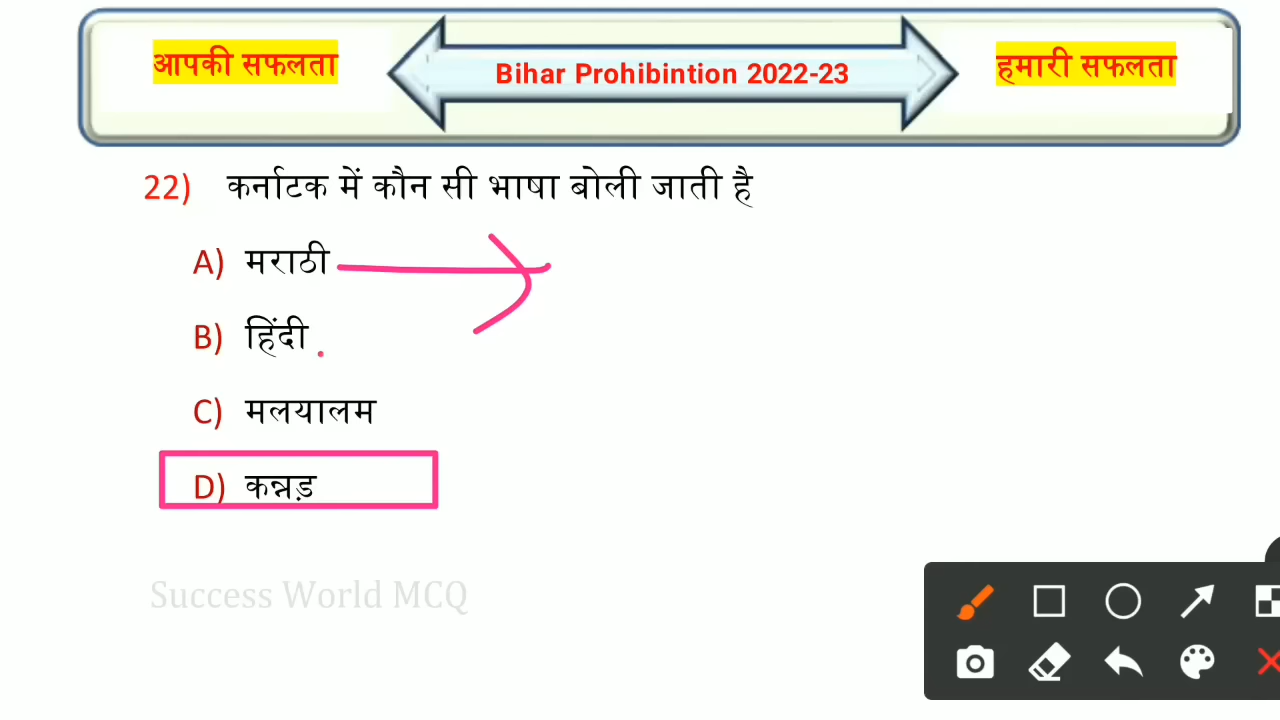 आपकी सफलता
Bihar Prohibintion 2022-23
हमारी सफलता
22) कर्नाटक में कौन सी भाषा बोली जाती है
A) मराठी
B) हिंदी
C) मलयालम
D) कन्नड़
Success World MCQ